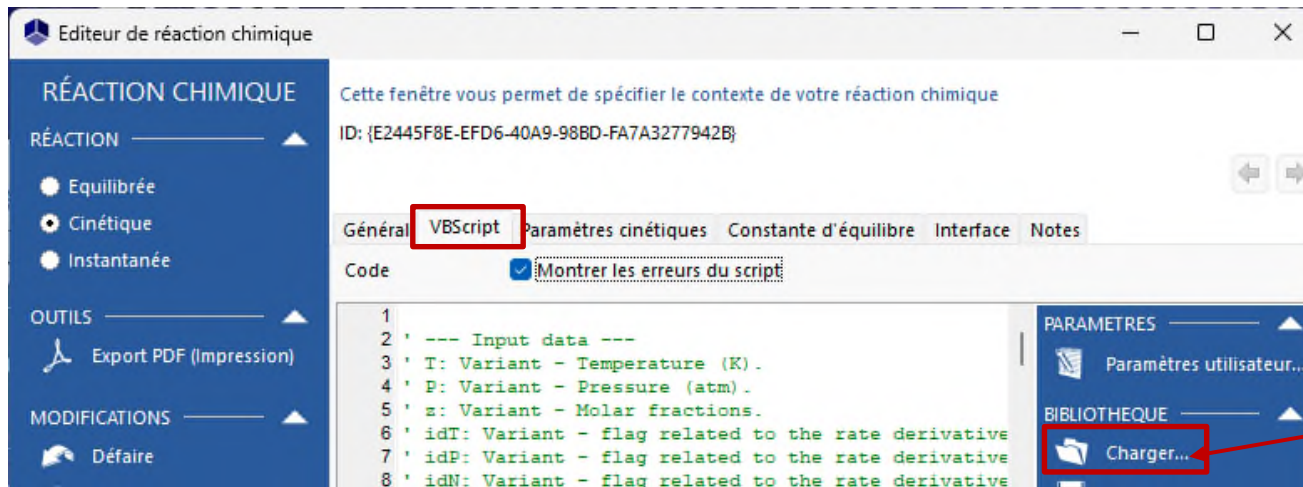 Editeur de réaction chimique
RÉACTION CHIMIQUE
RÉACTION
Equilibrée
Cinétique
Instantanée
OUTILS
Export PDF (Impression)
MODIFICATIONS
Défaire
Cette fenêtre vous permet de spécifier le contexte de votre réaction chimique
ID: {E2445F8E-EFD6-40A9-98BD-FA7A3277942B}
Général VBScript Paramètres cinétiques Constante d'équilibre Interface Notes
Code Montrer les erreurs du script
1
2 ' --- Input data ---
3 ' T: Variant - Temperature (K).
4 ' P: Variant - Pressure (atm).
5 ' z: Variant - Molar fractions.
6 ' idT: Variant - flag related to the rate derivative
7 ' idP: Variant - flag related to the rate derivative
8 ' idN: Variant - flag related to the rate derivative
PARAMETRES
Paramètres utilisateur...
BIBLIOTHEQUE
Charger...